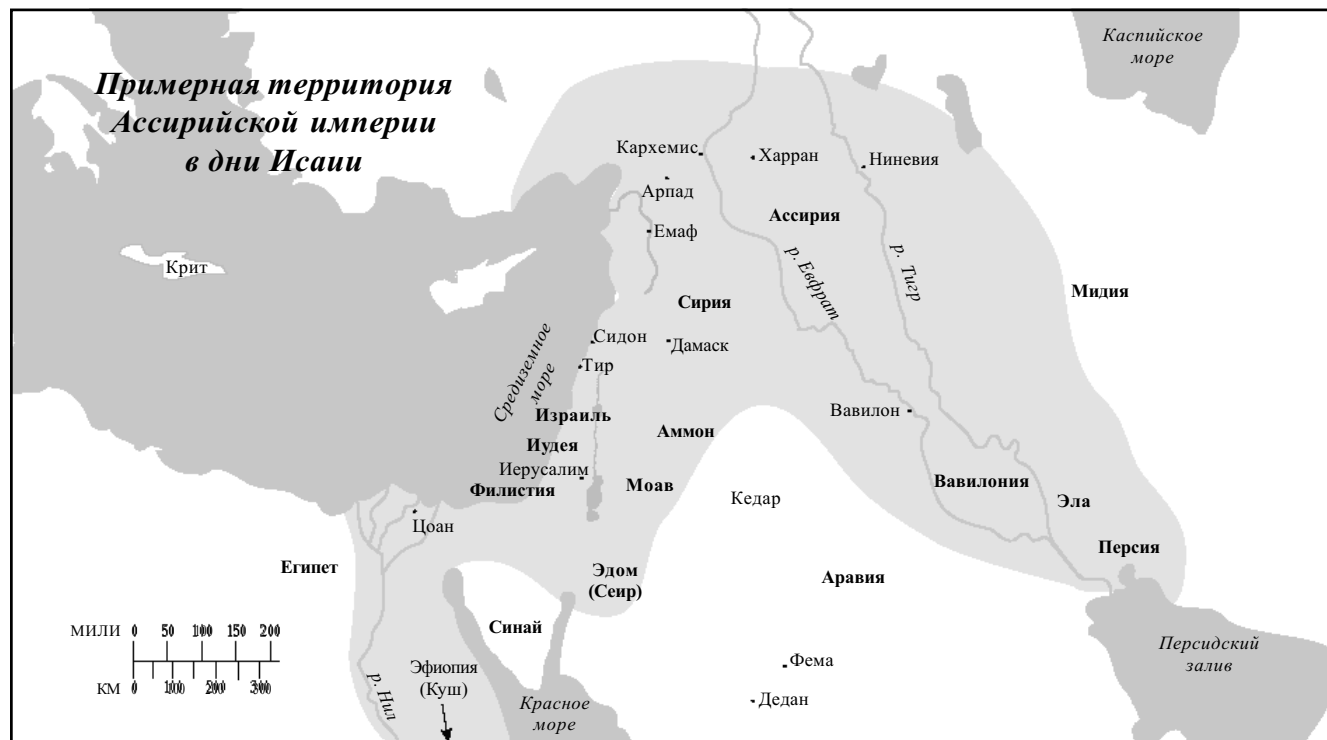 Примерная территория
Ассирийской империи
в дни Исаии
Каспийское
море
Кархемис
Харран
Ниневия
Арпад
Ассирия
Емаф
Крит
р. Евфрат
р. Тигр
Мидия
Сирия
Средиземное
море
Сидон
Дамаск
Тир
Израиль
Вавилон
Аммон
Иудея
Иерусалим
Филистия
Моав
Кедар
Вавилония
Эла
Цоан
Египет
Эдом
(Сеир)
Аравия
Персия
Синай
МИЛИ 0 50 100 150 200
КМ 0 100 200 300
Эфиопия
(Куш)
р. Нил
Красное
море
Фема
Дедан
Персидский
залив